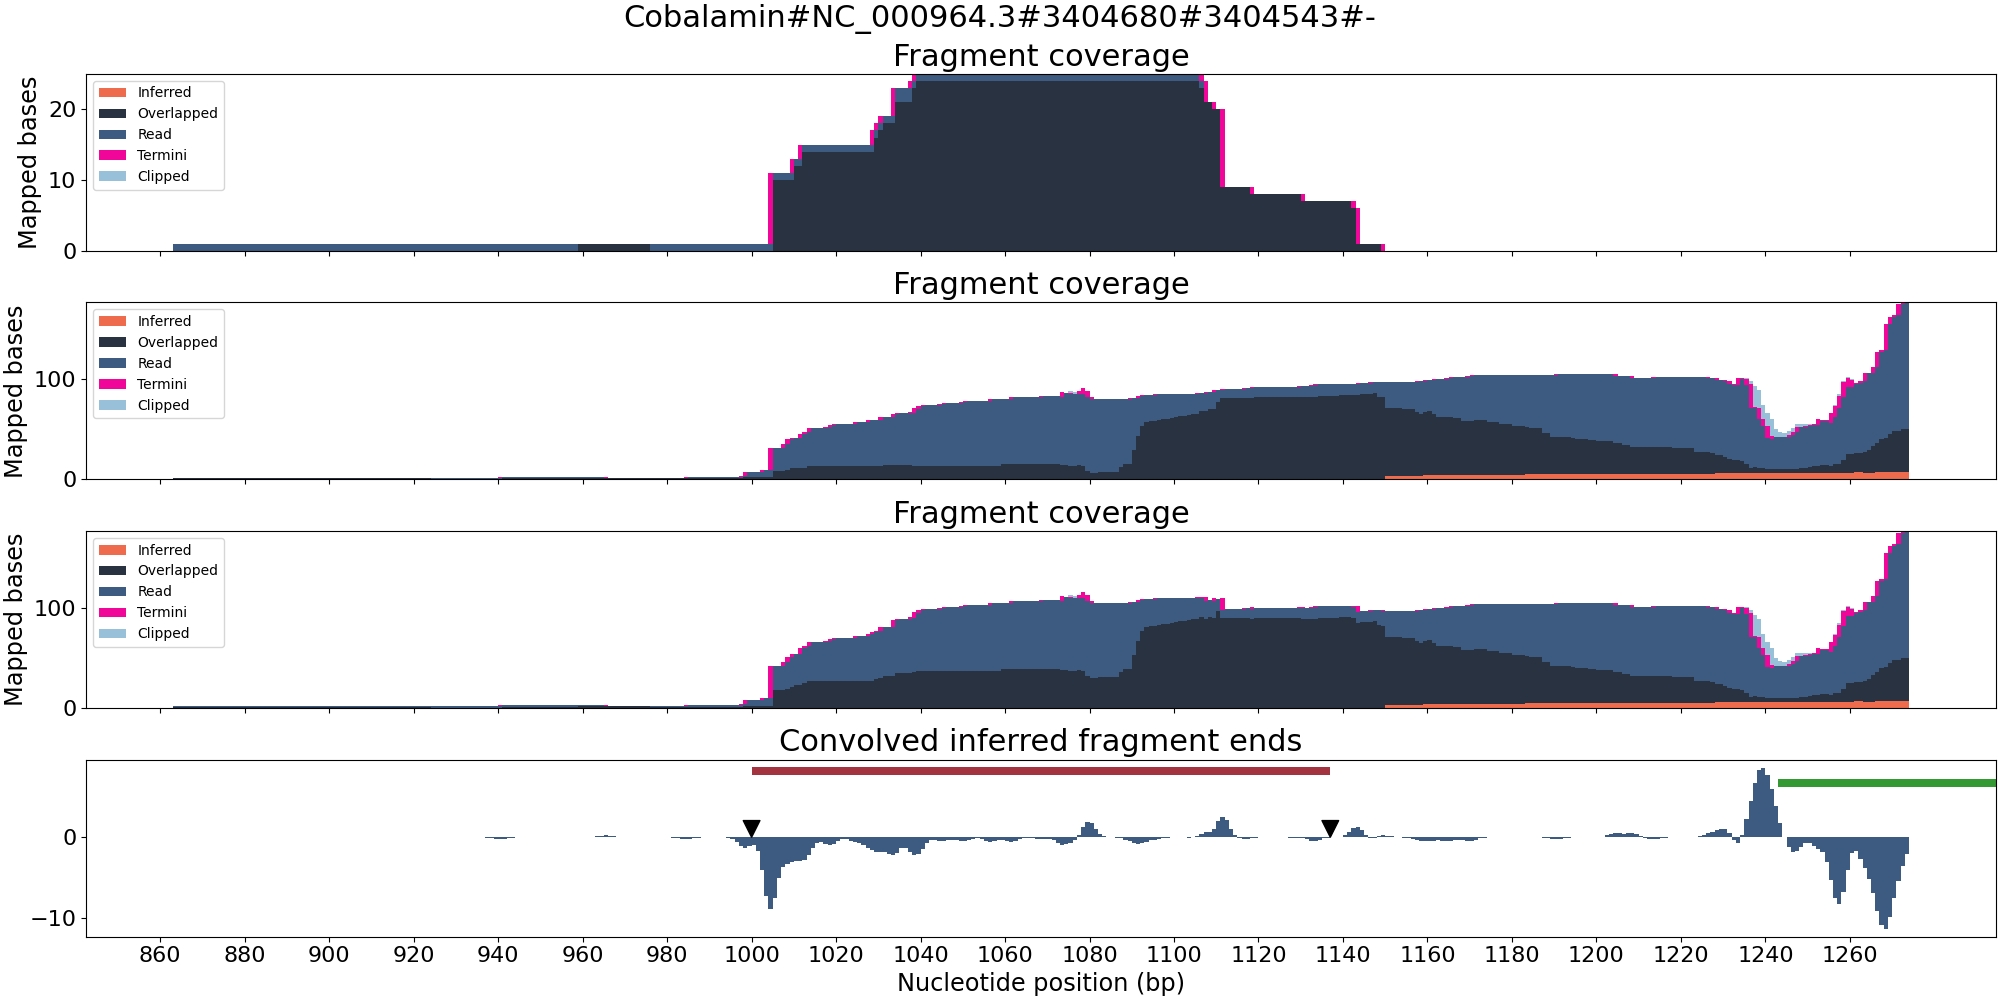 Cobalamin#NC_000964.3#3404680#3404543#-
Fragment coverage
Mapped bases
20
10
0
Inferred
Overlapped
Read
Termini
Clipped
Fragment coverage
Mapped bases
100
0
Inferred
Overlapped
Read
Termini
Clipped
Fragment coverage
Mapped bases
100
0
Inferred
Overlapped
Read
Termini
Clipped
Convolved inferred fragment ends
0
−10
860 880 900 920 940 960 980 1000 1020 1040 1060 1080 1100 1120 1140 1160 1180 1200 1220 1240 1260
Nucleotide position (bp)